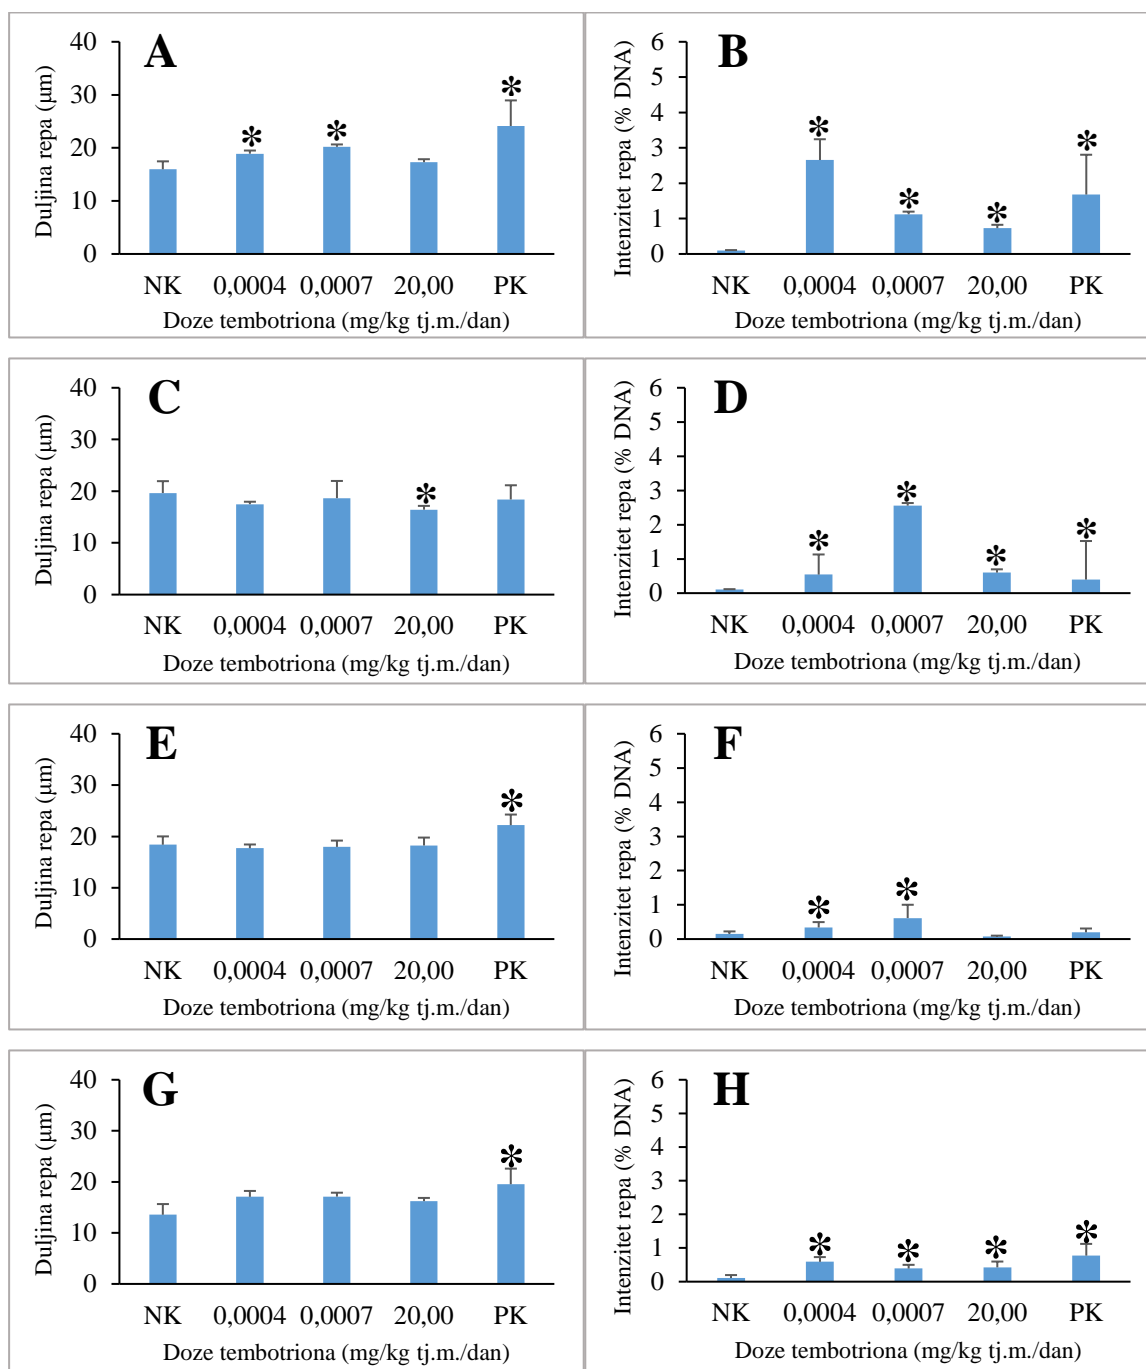 A
Duljina repa (µm)
40
30
20
10
0
* * *
NK 0,0004 0,0007 20,00 PK
Doze tembotriona (mg/kg tj.m./dan)
B
Intenzitet repa (% DNA)
6
5
4
3
2
1
0
* * * *
NK 0,0004 0,0007 20,00 PK
Doze tembotriona (mg/kg tj.m./dan)
C
Duljina repa (µm)
40
30
20
10
0
*
NK 0,0004 0,0007 20,00 PK
Doze tembotriona (mg/kg tj.m./dan)
D
Intenzitet repa (% DNA)
6
5
4
3
2
1
0
* * * *
NK 0,0004 0,0007 20,00 PK
Doze tembotriona (mg/kg tj.m./dan)
E
Duljina repa (µm)
40
30
20
10
0
*
NK 0,0004 0,0007 20,00 PK
Doze tembotriona (mg/kg tj.m./dan)
F
Intenzitet repa (% DNA)
6
5
4
3
2
1
0
* *
NK 0,0004 0,0007 20,00 PK
Doze tembotriona (mg/kg tj.m./dan)
G
Duljina repa (µm)
40
30
20
10
0
*
NK 0,0004 0,0007 20,00 PK
Doze tembotriona (mg/kg tj.m./dan)
H
Intenzitet repa (% DNA)
6
5
4
3
2
1
0
* * * *
NK 0,0004 0,0007 20,00 PK
Doze tembotriona (mg/kg tj.m./dan)